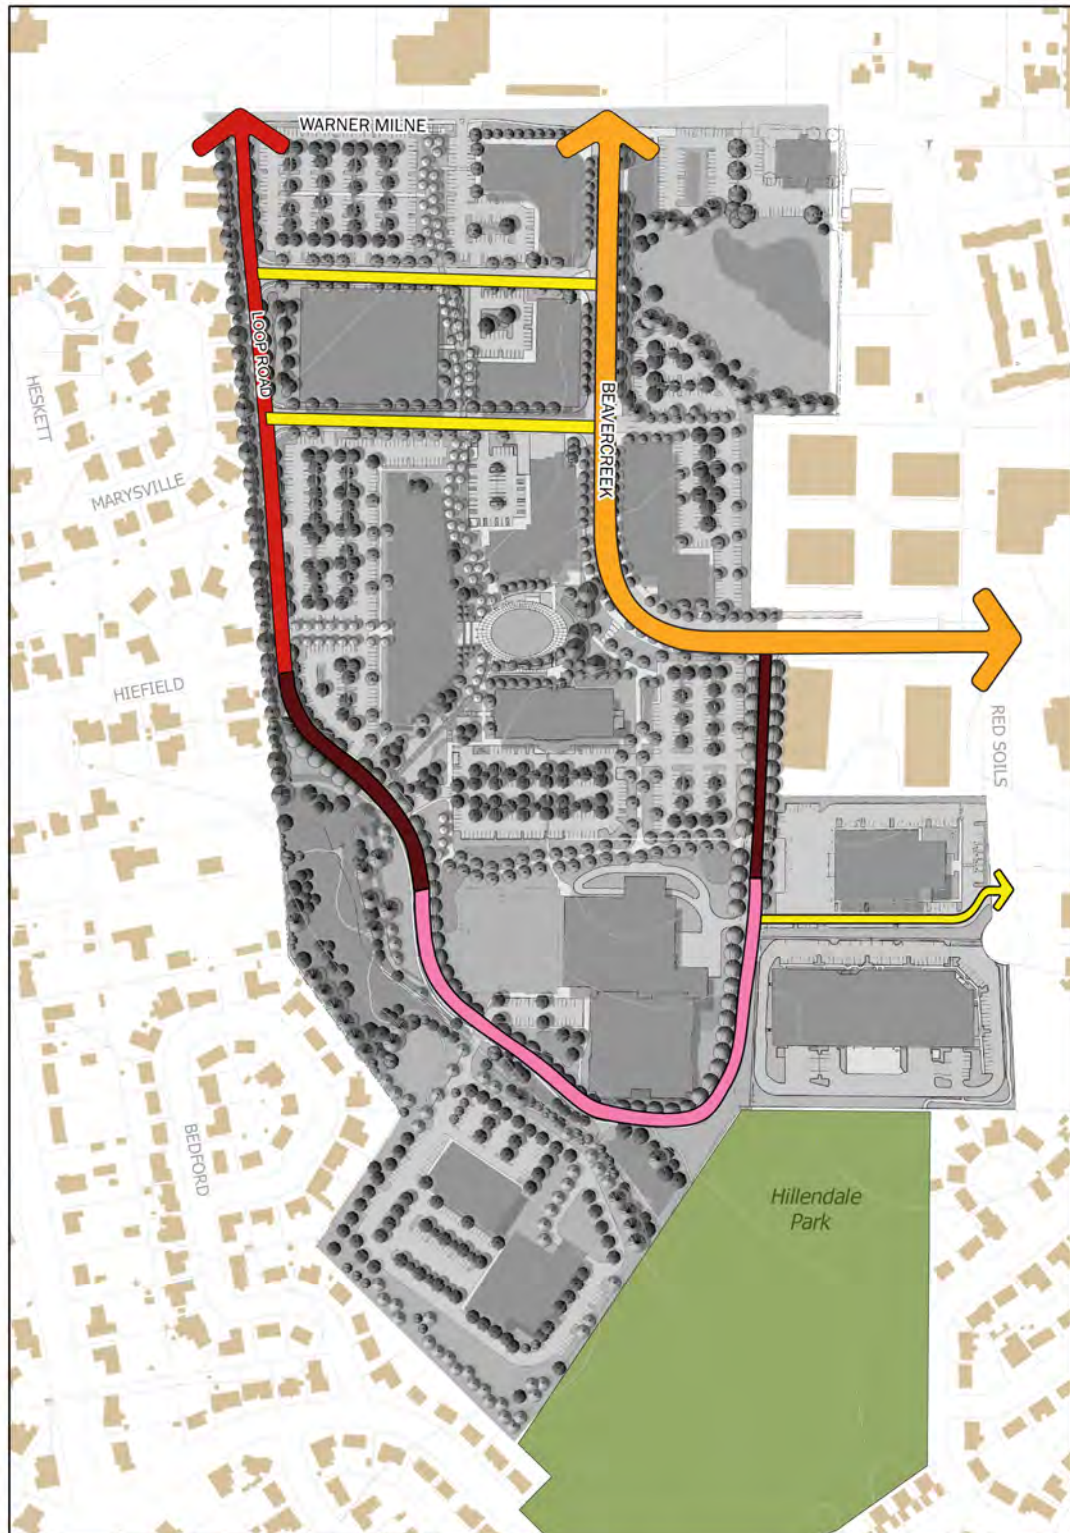 WARNER MILNE
LOOP ROAD
HESKETT
BEAVERCREEK
MARYSVILLE
HIEFIELD
RED SOILS
BEDFORD
Hillendale
Park